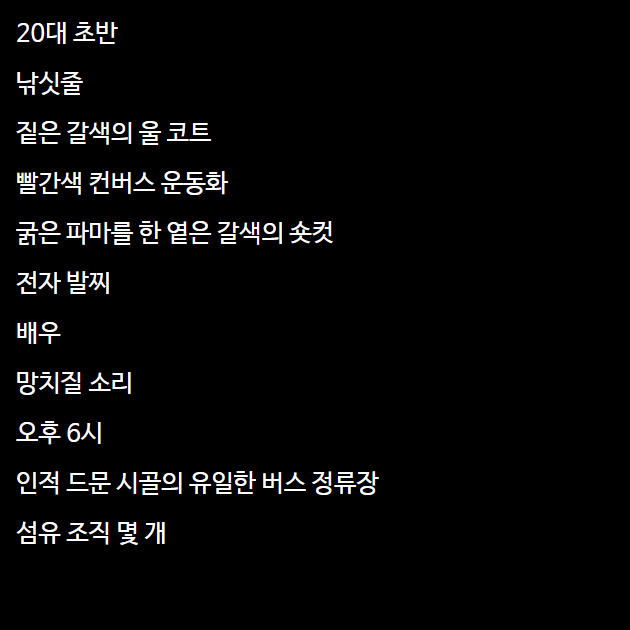 20대 초반
낚싯줄
짙은 갈색의 울 코트
빨간색 컨버스 운동화
굵은 파마를 한 옅은 갈색의 숏컷
전자 발찌
배우
망치질 소리
오후 6시
인적 드문 시골의 유일한 버스 정류장
섬유 조직 몇 개